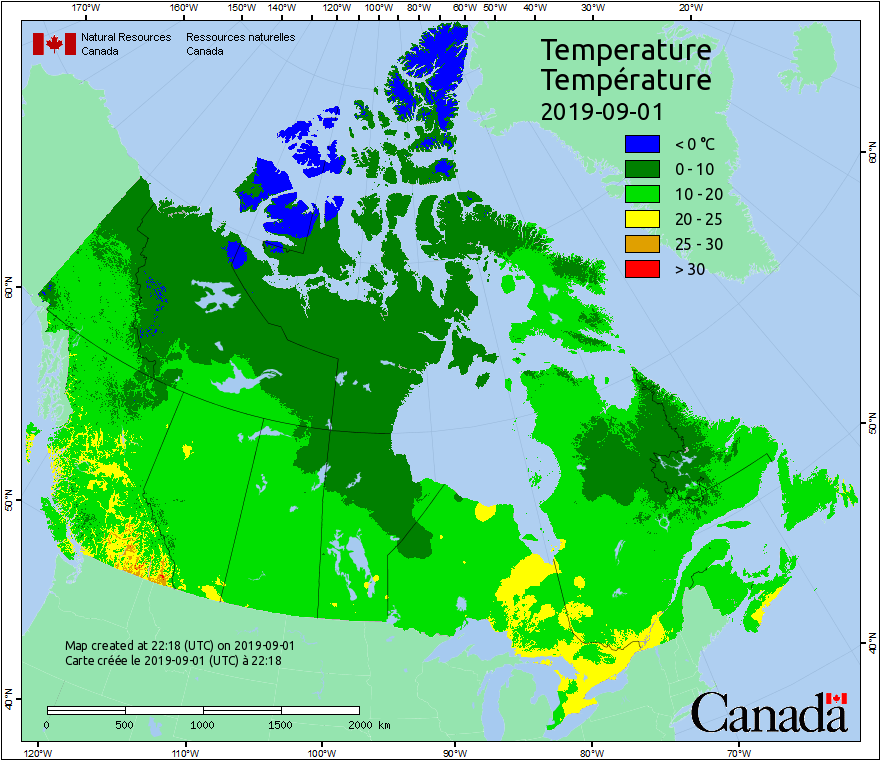 170°W 160°W 150°W 140°W 130°W 120°W 110°W 100°W 90°W 80°W 70°W 60°W 50°W 40°W 30°W 20°W
Natural Resources Ressources naturelles
Canada Canada
Temperature
Température
2019-09-01
< 0 °C
0 - 10
10 - 20
20 - 25
25 - 30
> 30
60°N
60°N
50°N
50°N
40°N
40°N
Map created at 22:18 (UTC) on 2019-09-01
Carte créée le 2019-09-01 (UTC) à 22:18
0 500 1000 1500 2000 km
Canada
120°W 110°W 100°W 90°W 80°W 70°W